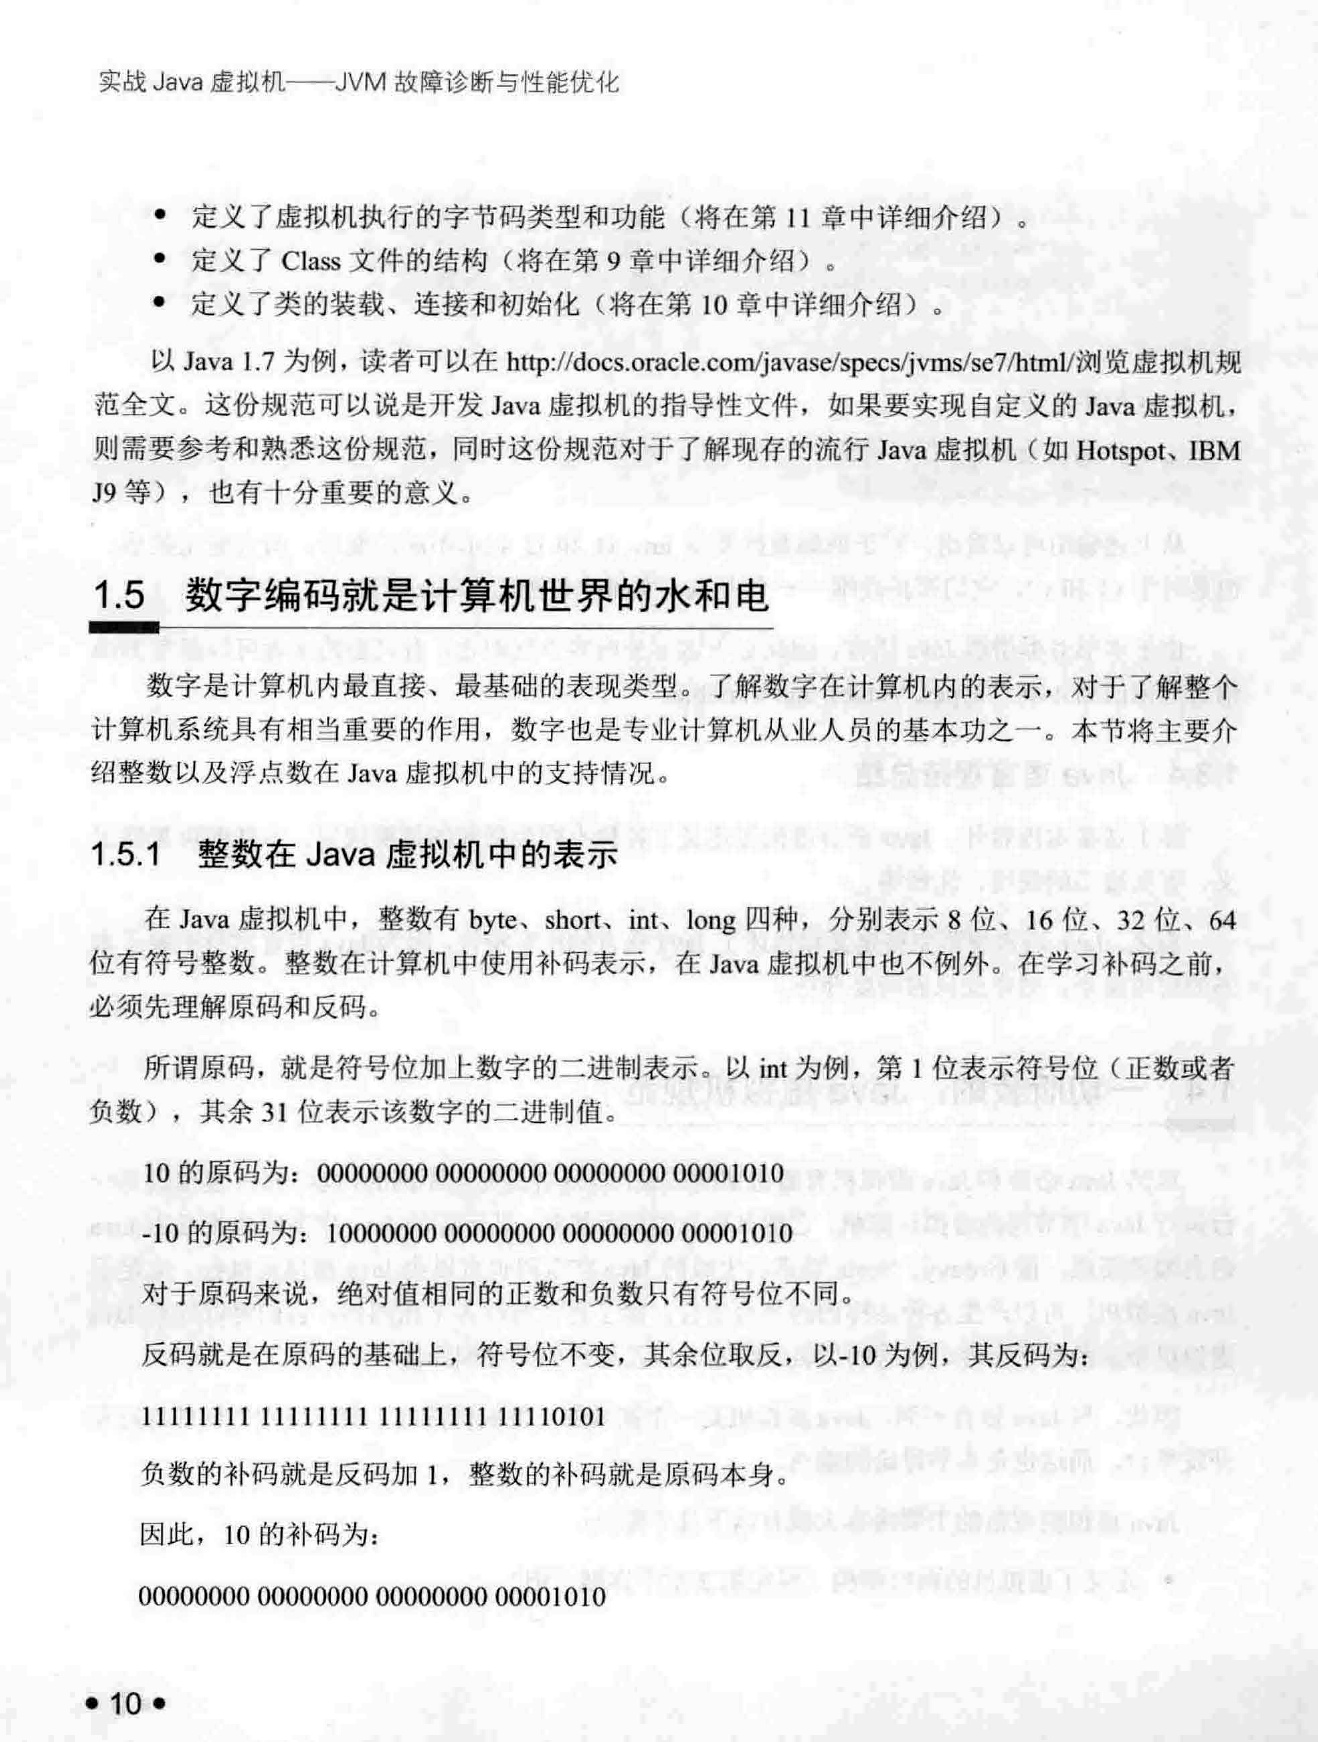 实战 Java 虚拟机——JVM 故障诊断与性能优化
● 定义了虚拟机执行的字节码类型和功能（将在第 11 章中详细介绍）。
● 定义了 Class 文件的结构（将在第 9 章中详细介绍）。
● 定义了类的装载、连接和初始化（将在第 10 章中详细介绍）。
以 Java 1.7 为例，读者可以在 http://docs.oracle.com/javase/specs/jvms/se7/html/浏览虚拟机规
范全文。这份规范可以说是开发 Java 虚拟机的指导性文件，如果要实现自定义的 Java 虚拟机，
则需要参考和熟悉这份规范，同时这份规范对于了解现存的流行 Java 虚拟机（如 Hotspot、IBM
J9 等），也有十分重要的意义。
1.5 数字编码就是计算机世界的水和电
数字是计算机内最直接、最基础的表现类型。了解数字在计算机内的表示，对于了解整个
计算机系统具有相当重要的作用，数字也是专业计算机从业人员的基本功之一。本节将主要介
绍整数以及浮点数在 Java 虚拟机中的支持情况。
1.5.1 整数在 Java 虚拟机中的表示
在 Java 虚拟机中，整数有 byte、short、int、long 四种，分别表示 8 位、16 位、32 位、64
位有符号整数。整数在计算机中使用补码表示，在 Java 虚拟机中也不例外。在学习补码之前，
必须先理解原码和反码。
所谓原码，就是符号位加上数字的二进制表示。以 int 为例，第 1 位表示符号位（正数或者
负数），其余 31 位表示该数字的二进制值。
10 的原码为：00000000 00000000 00000000 00001010
-10 的原码为：10000000 00000000 00000000 00001010
对于原码来说，绝对值相同的正数和负数只有符号位不同。
反码就是在原码的基础上，符号位不变，其余位取反，以-10 为例，其反码为：
11111111 11111111 11111111 11110101
负数的补码就是反码加 1，整数的补码就是原码本身。
因此，10 的补码为：
00000000 00000000 00000000 00001010
● 10 ●